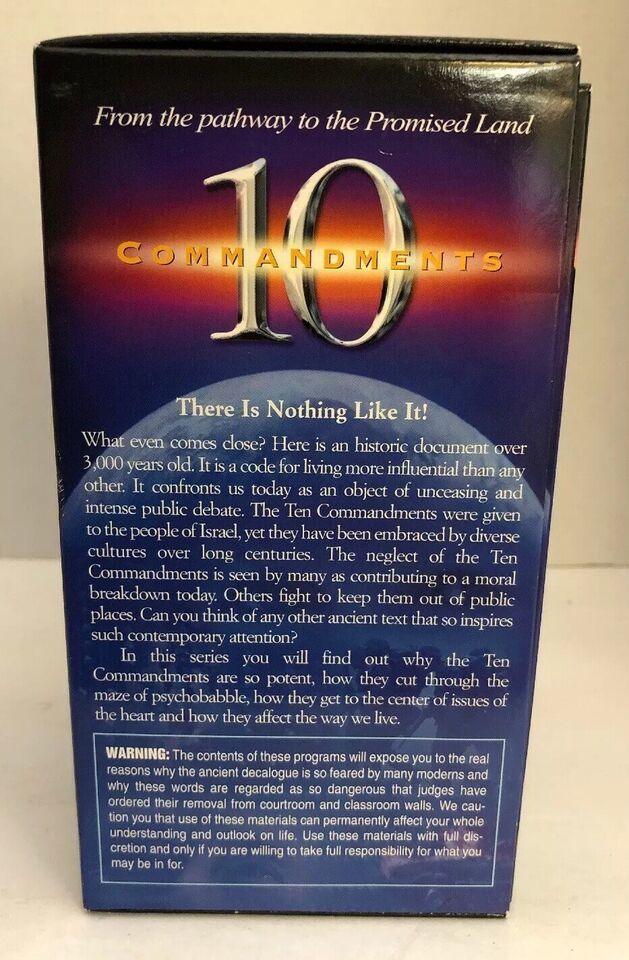 From the pathway to the Promised Land
10
COMMANDMENTS
There Is Nothing Like It!
What even comes close? Here is an historic document over
3,000 years old. It is a code for living more influential than any
other. It confronts us today as an object of unceasing and
intense public debate. The Ten Commandments were given
to the people of Israel, yet they have been embraced by diverse
cultures over long centuries. The neglect of the Ten
Commandments is seen by many as contributing to a moral
breakdown today. Others fight to keep them out of public
places. Can you think of any other ancient text that so inspires
such contemporary attention?
In this series you will find out why the Ten
Commandments are so potent, how they cut through the
maze of psychobabble, how they get to the center of issues of
the heart and how they affect the way we live.
WARNING: The contents of these programs will expose you to the real
reasons why the ancient decalogue is so feared by many moderns and
why these words are regarded as so dangerous that judges have
ordered their removal from courtroom and classroom walls. We cau-
tion you that use of these materials can permanently affect your whole
understanding and outlook on life. Use these materials with full dis-
cretion and only if you are willing to take full responsibility for what you
may be in for.